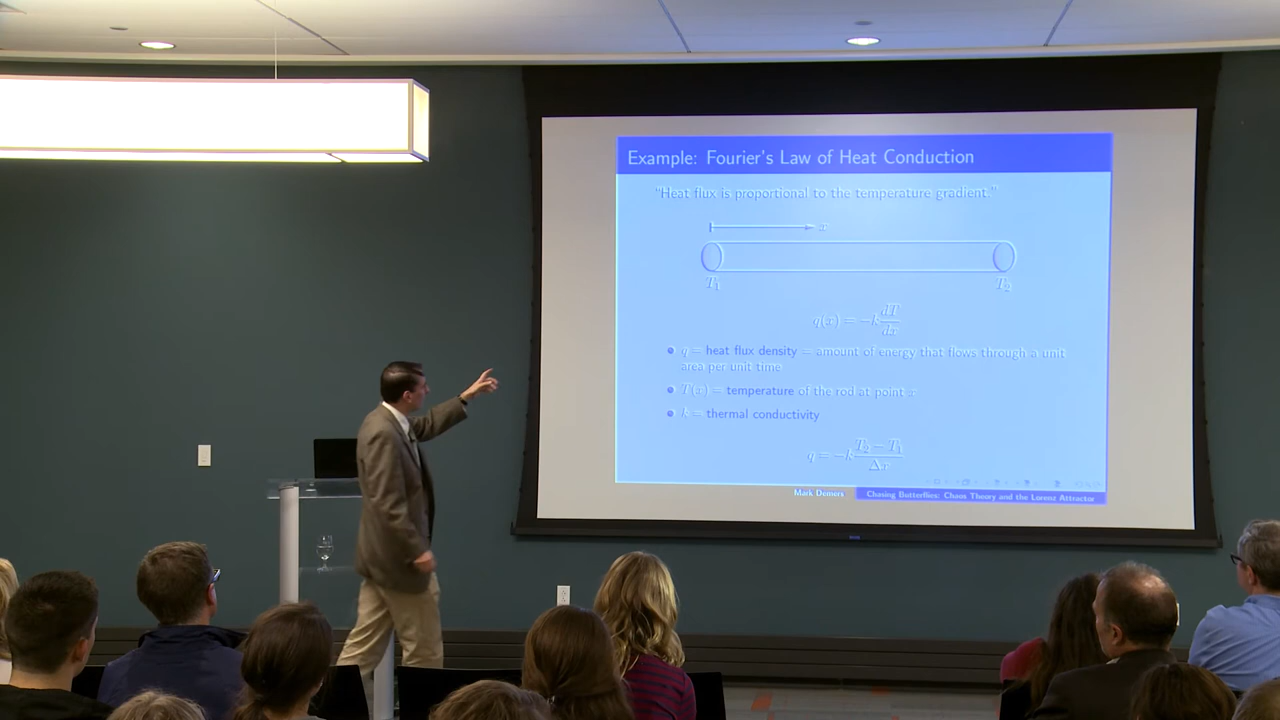 Example: Fourier's Law of Heat Conduction
"Heat flux is proportional to the temperature gradient."
x
T₁ T₂
q(x) = −k dT/dx
q = heat flux density = amount of energy that flows through a unit
area per unit time
T(x) = temperature of the rod at point x
k = thermal conductivity
q = −k (T₂ − T₁)/Δx
Mark Demers Chasing Butterflies: Chaos Theory and the Lorenz Attractor